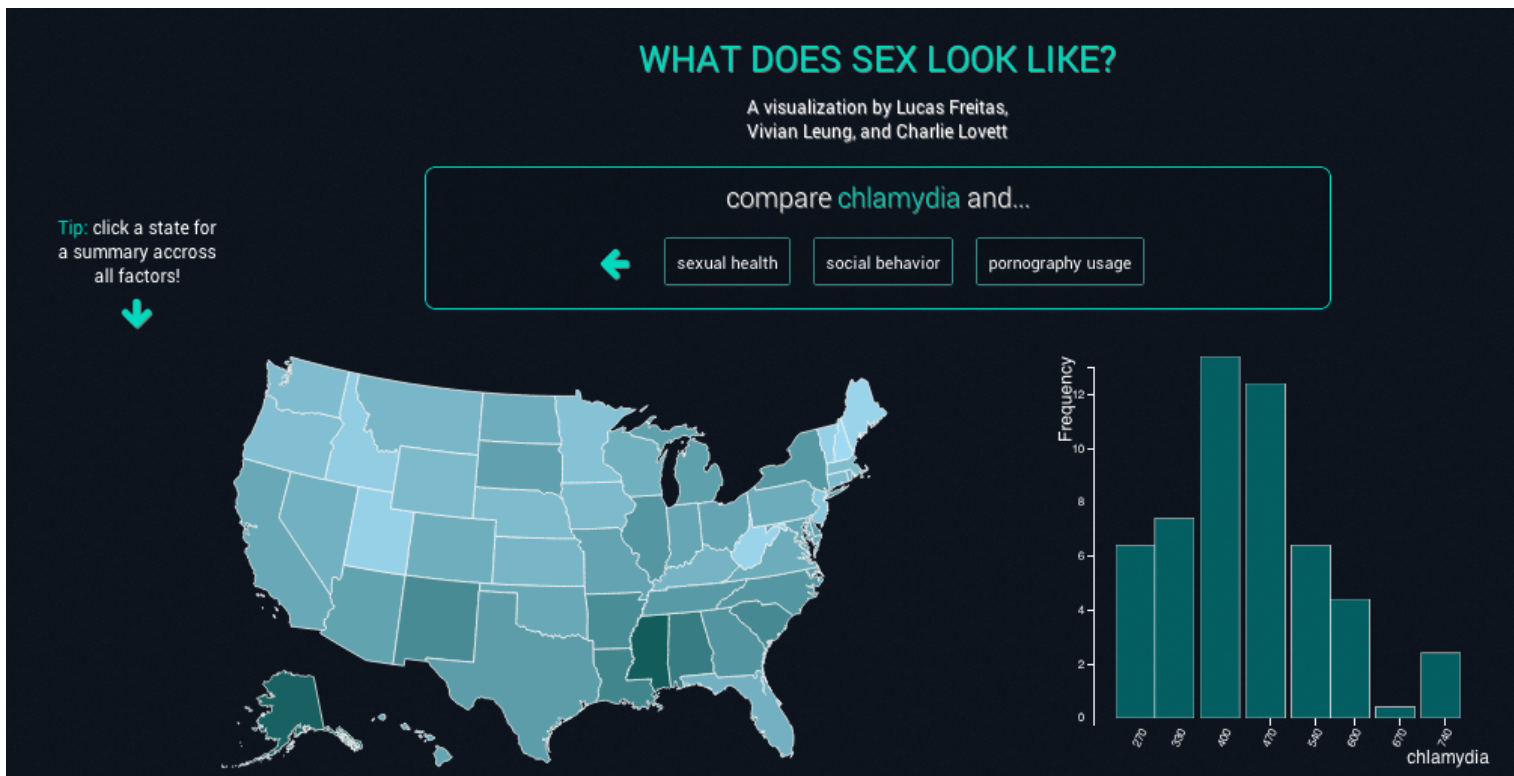 WHAT DOES SEX LOOK LIKE?
A visualization by Lucas Freitas,
Vivian Leung, and Charlie Lovett
compare chlamydia and...
sexual health
social behavior
pornography usage
Tip: click a state for
a summary accross
all factors!
Frequency
12
10
8
6
4
2
0
270
330
400
470
540
600
670
740
chlamydia